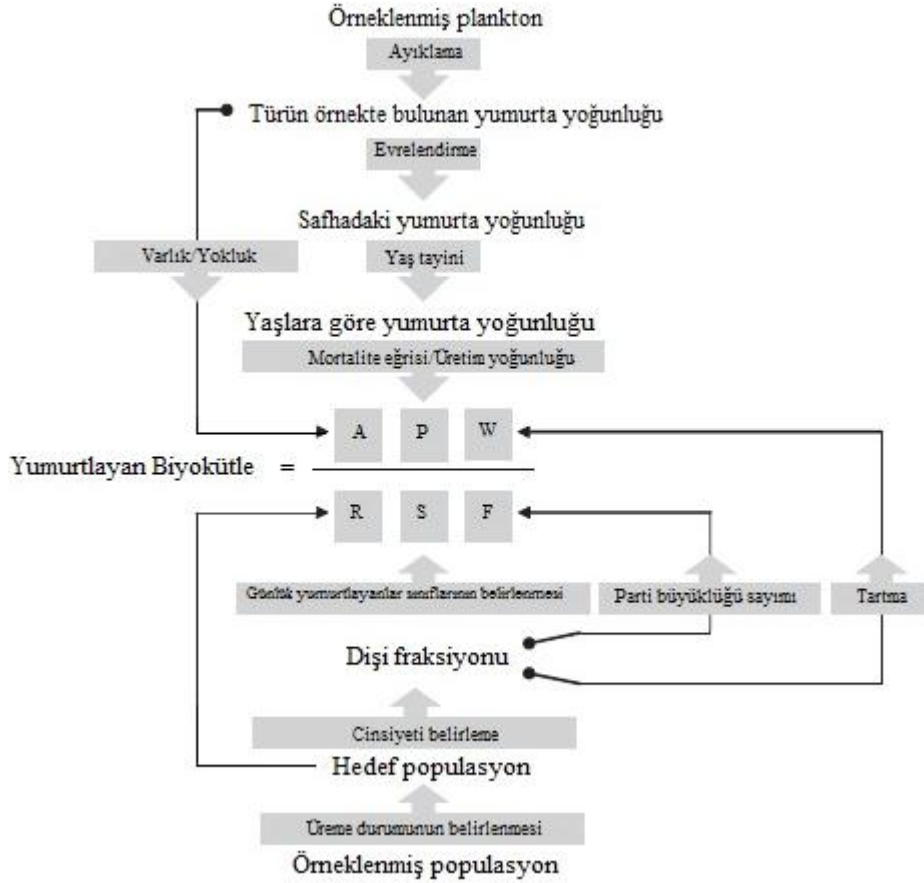 Örneklenmiş plankton
Ayıklama
Türün örnekte bulunan yumurta yoğunluğu
Evrelendirme
Safhadaki yumurta yoğunluğu
Varlık/Yokluk
Yaş tayini
Yaşlara göre yumurta yoğunluğu
Mortalite eğrisi/Üretim yoğunluğu
A P W
Yumurtlayan Biyokütle =
R S F
Günlük yumurtlayanlar sınıflarının belirlenmesi
Parti büyüklüğü sayımı
Tartma
Dişi fraksiyonu
Cinsiyeti belirleme
Hedef populasyon
Üreme durumunun belirlenmesi
Örneklenmiş populasyon